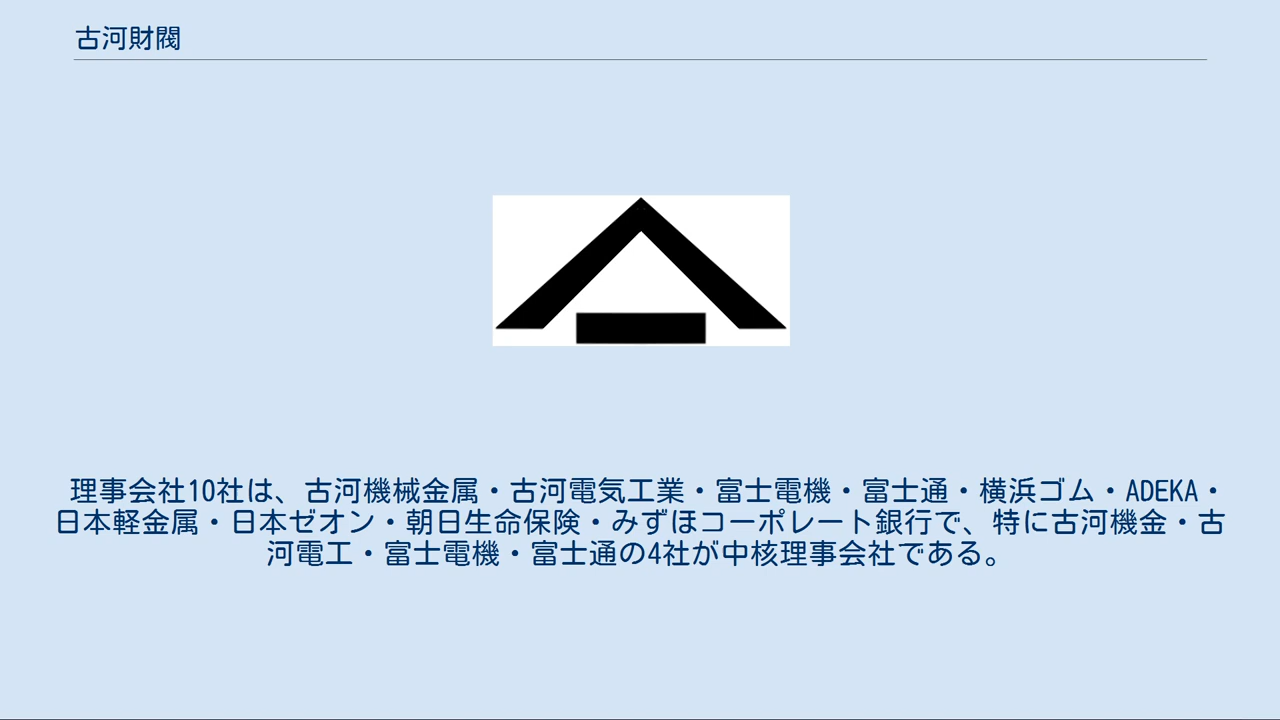 古河財閥
理事会社10社は、古河機械金属・古河電気工業・富士電機・富士通・横浜ゴム・ADEKA・
日本軽金属・日本ゼオン・朝日生命保険・みずほコーポレート銀行で、特に古河機金・古
河電工・富士電機・富士通の4社が中核理事会社である。